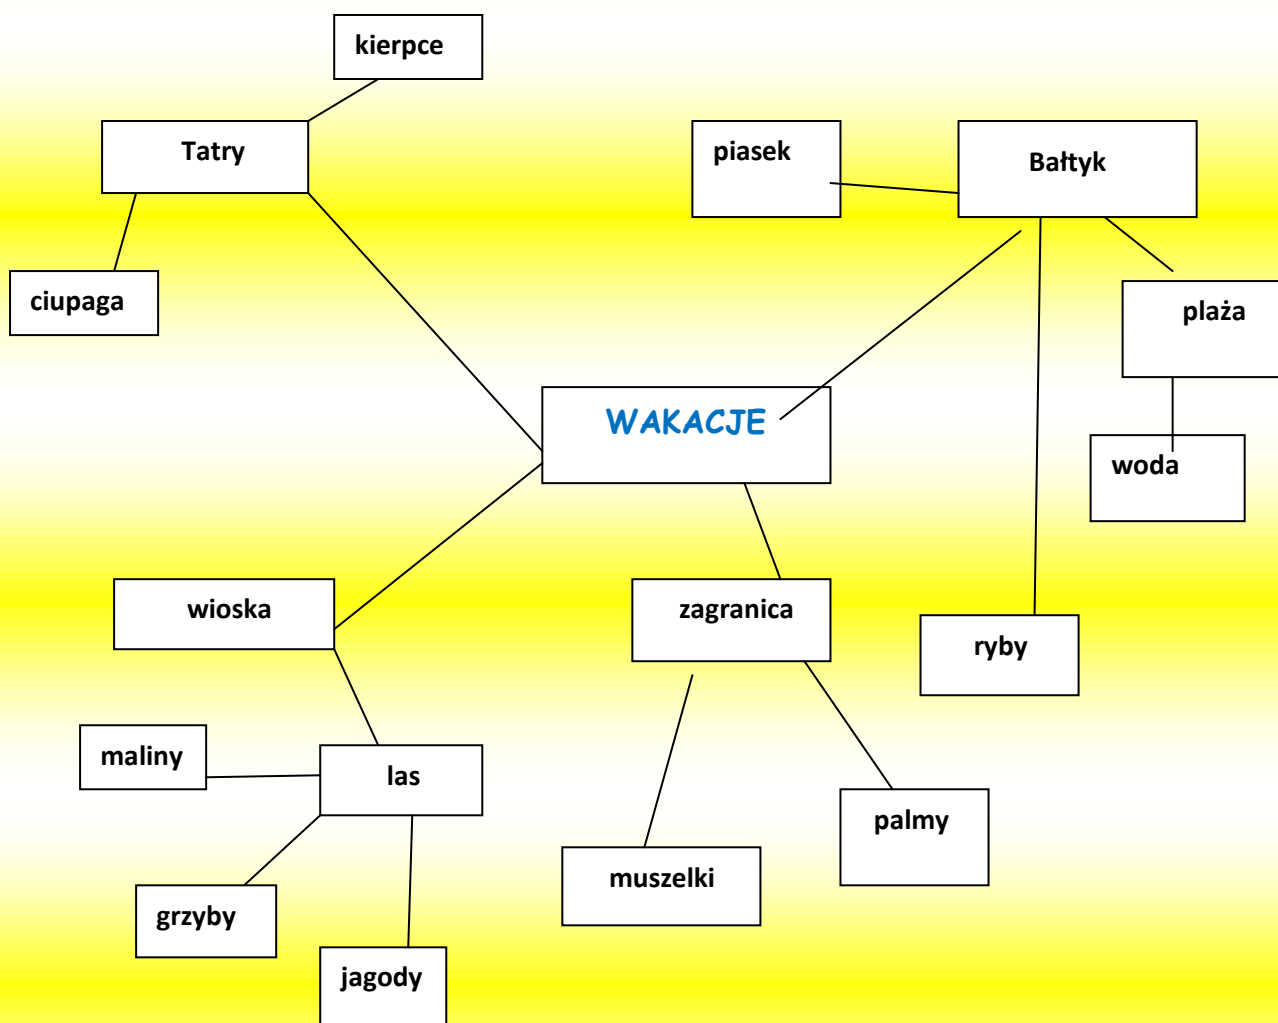 kierpce
Tatry
piasek
Bałtyk
ciupaga
plaża
WAKACJE
woda
wioska
zagranica
ryby
maliny
las
palmy
muszelki
grzyby
jagody